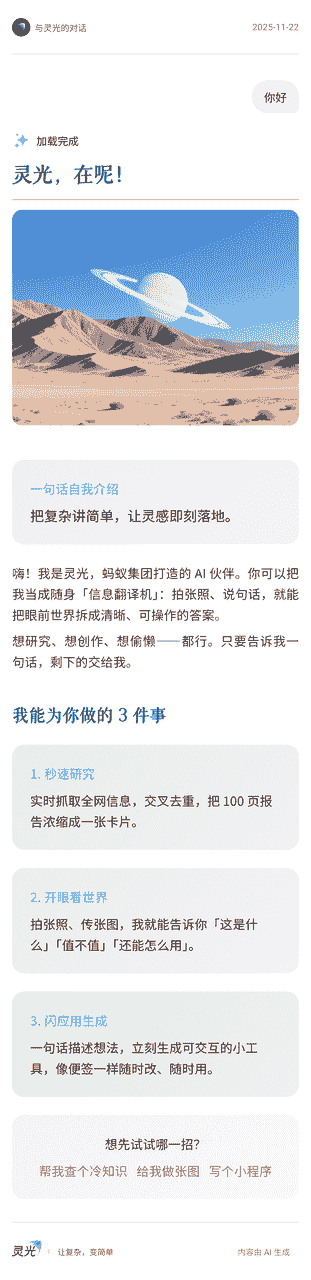 与灵光的对话
2025-11-22
你好
加载完成
灵光，在呢！
一句话自我介绍
把复杂讲简单，让灵感即刻落地。
嗨！我是灵光，蚂蚁集团打造的 AI 伙伴。你可以把
我当成随身「信息翻译机」：拍张照、说句话，就能
把眼前世界拆成清晰、可操作的答案。
想研究、想创作、想偷懒——都行。只要告诉我一
句话，剩下的交给我。
我能为你做的 3 件事
1. 秒速研究
实时抓取全网信息，交叉去重，把 100 页报
告浓缩成一张卡片。
2. 开眼看世界
拍张照、传张图，我就能告诉你「这是什
么」「值不值」「还能怎么用」。
3. 闪应用生成
一句话描述想法，立刻生成可交互的小工
具，像便签一样随时改、随时用。
想先试试哪一招？
帮我查个冷知识 给我做张图 写个小程序
灵光 让复杂，变简单
内容由 AI 生成